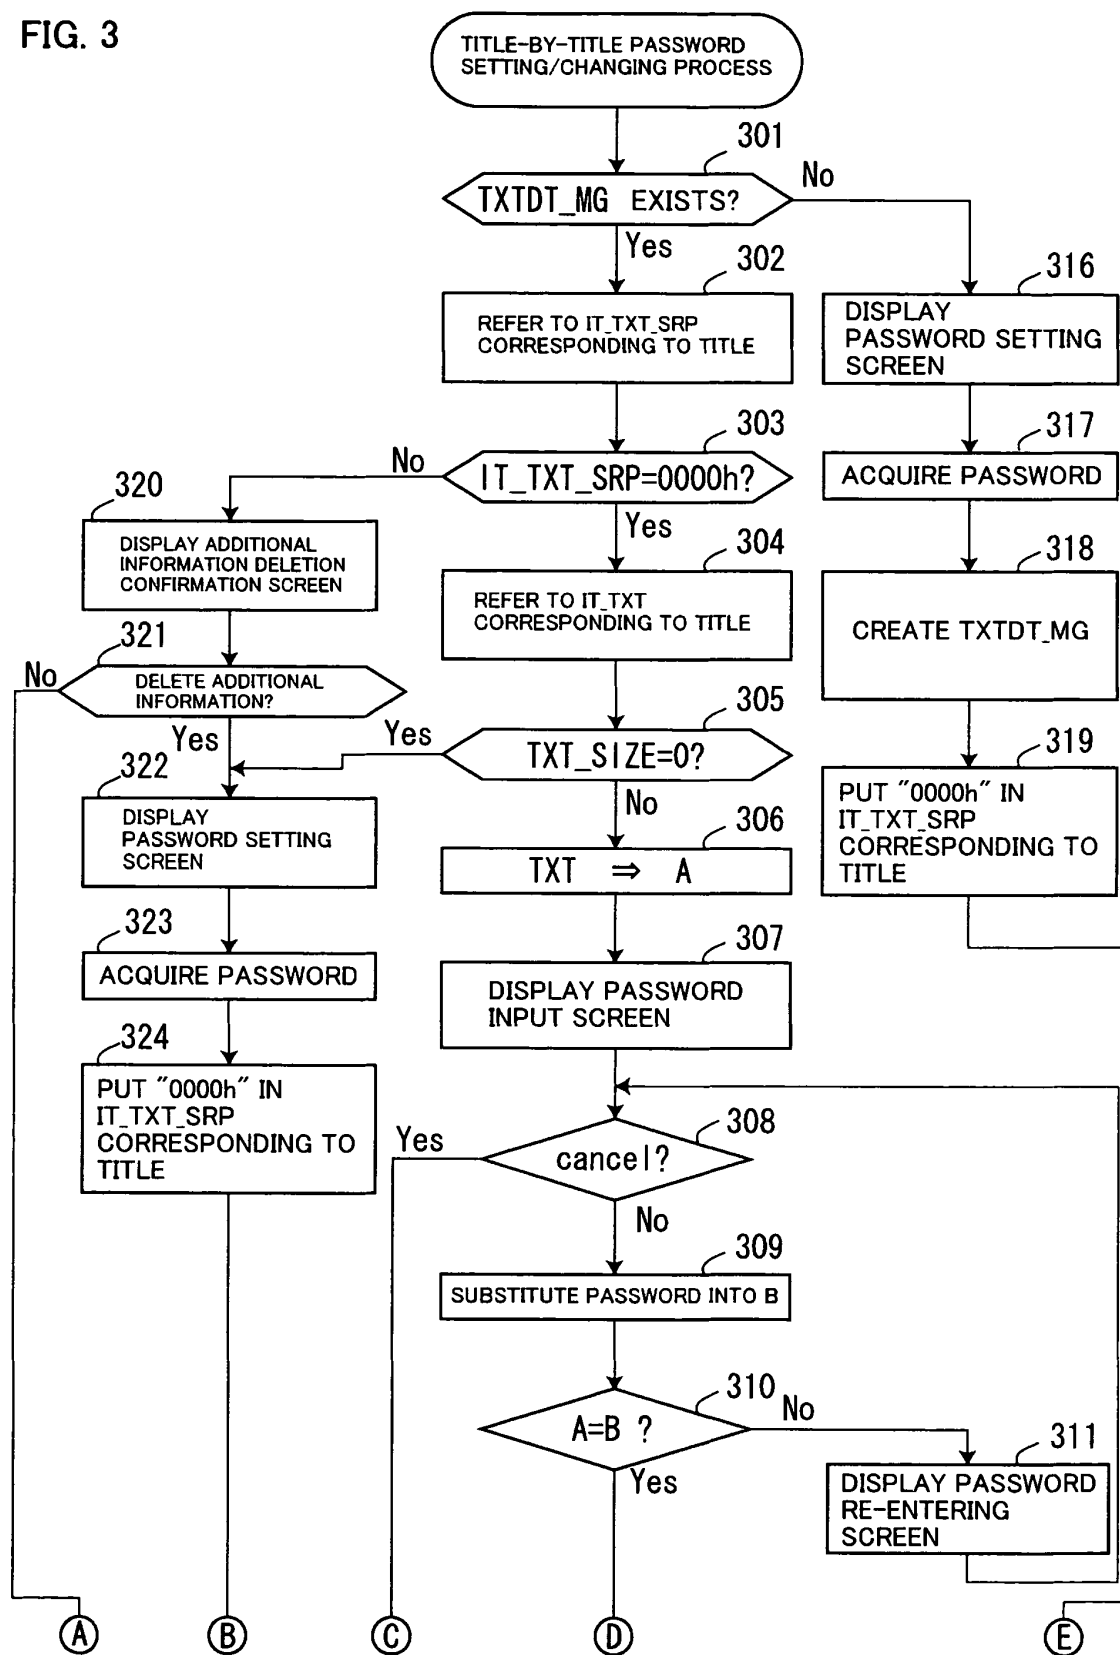 FIG. 3
TITLE-BY-TITLE PASSWORD
SETTING/CHANGING PROCESS
301
TXTDT_MG EXISTS?
No
Yes
302
REFER TO IT_TXT_SRP
CORRESPONDING TO TITLE
316
DISPLAY
PASSWORD SETTING
SCREEN
303
IT_TXT_SRP=0000h?
No
Yes
317
ACQUIRE PASSWORD
320
DISPLAY ADDITIONAL
INFORMATION DELETION
CONFIRMATION SCREEN
304
REFER TO IT_TXT
CORRESPONDING TO TITLE
318
CREATE TXTDT_MG
321
DELETE ADDITIONAL
INFORMATION?
No
Yes
305
TXT_SIZE=0?
Yes
No
319
PUT "0000h" IN
IT_TXT_SRP
CORRESPONDING TO
TITLE
322
DISPLAY
PASSWORD SETTING
SCREEN
306
TXT ⇒ A
323
ACQUIRE PASSWORD
307
DISPLAY PASSWORD
INPUT SCREEN
324
PUT "0000h" IN
IT_TXT_SRP
CORRESPONDING TO
TITLE
308
cancel?
Yes
No
309
SUBSTITUTE PASSWORD INTO B
310
A=B ?
No
Yes
311
DISPLAY PASSWORD
RE-ENTERING
SCREEN
A
B
C
D
E